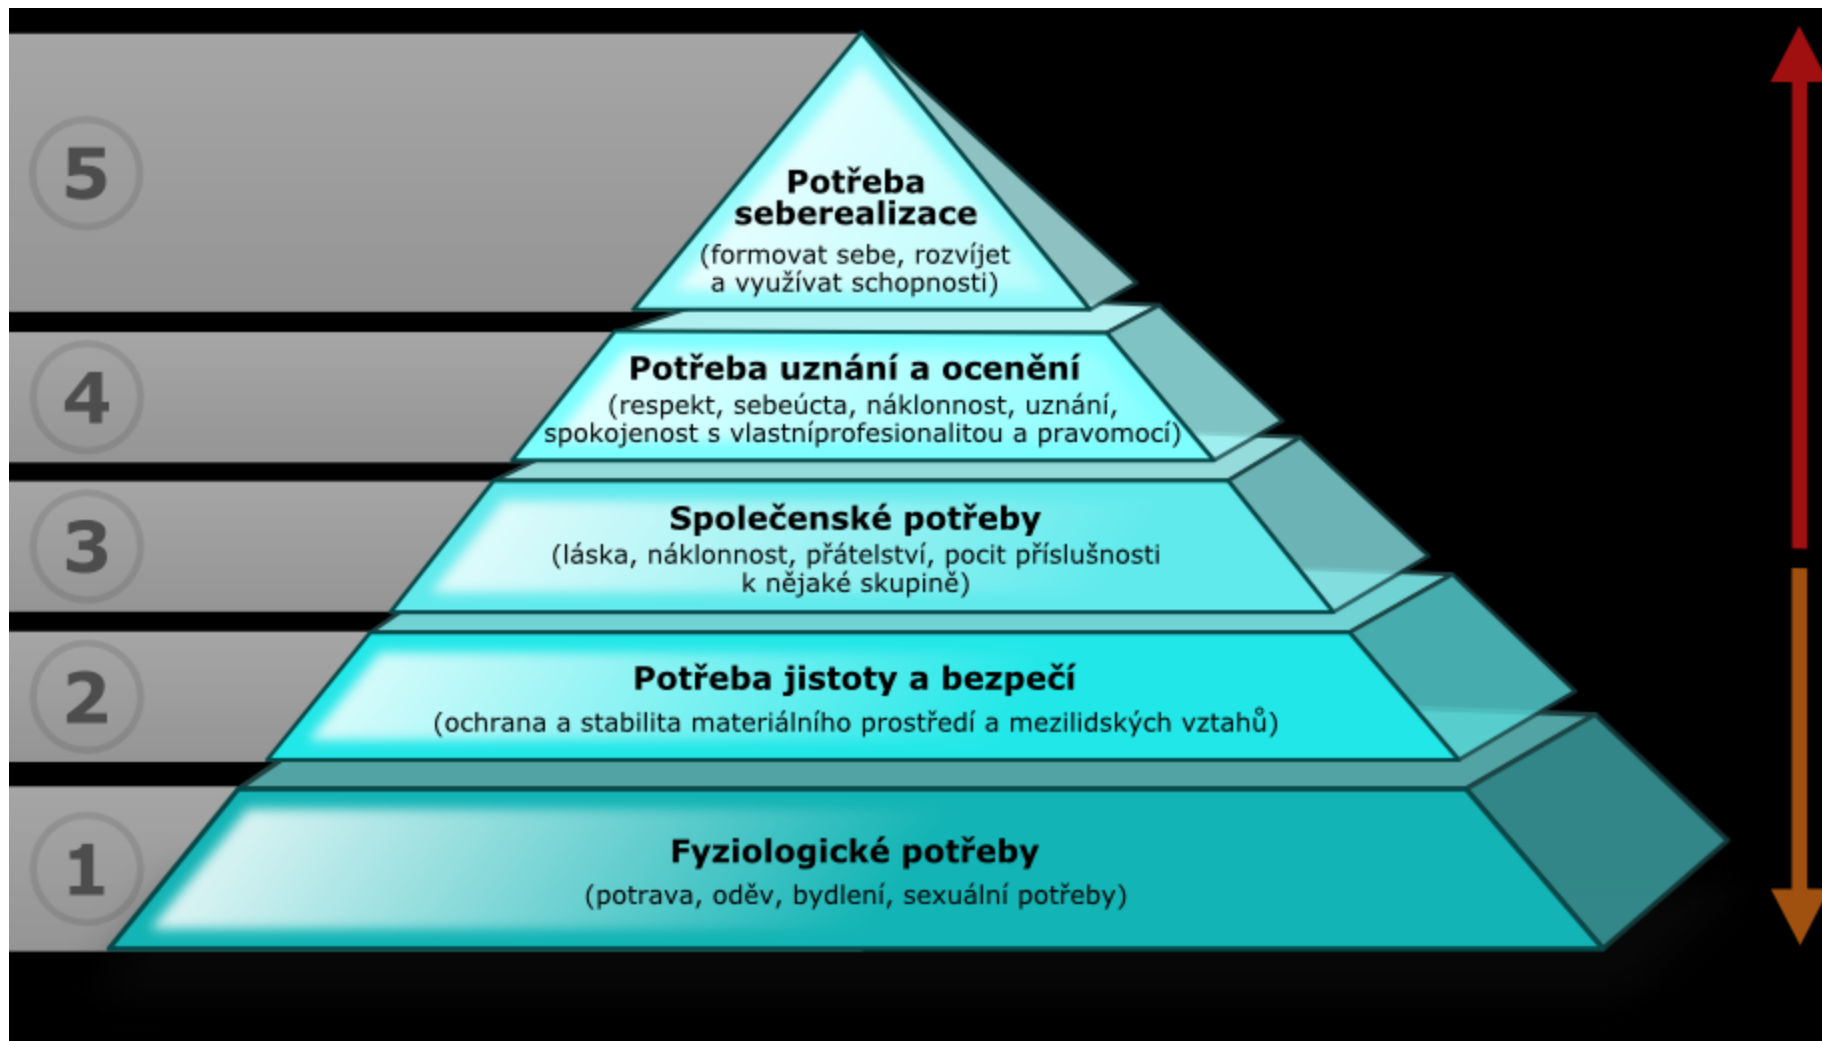 5
Potřeba
seberealizace
(formovat sebe, rozvíjet
a využívat schopnosti)
4
Potřeba uznání a ocenění
(respekt, sebeúcta, náklonnost, uznání,
spokojenost s vlastníprofesionalitou a pravomocí)
3
Společenské potřeby
(láska, náklonnost, přátelství, pocit příslušnosti
k nějaké skupině)
2
Potřeba jistoty a bezpečí
(ochrana a stabilita materiálního prostředí a mezilidských vztahů)
1
Fyziologické potřeby
(potrava, oděv, bydlení, sexuální potřeby)